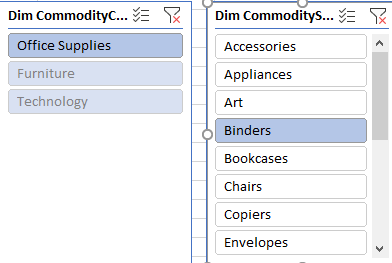 Dim CommodityC...
Office Supplies
Furniture
Technology
Dim CommodityS...
Accessories
Appliances
Art
Binders
Bookcases
Chairs
Copiers
Envelopes